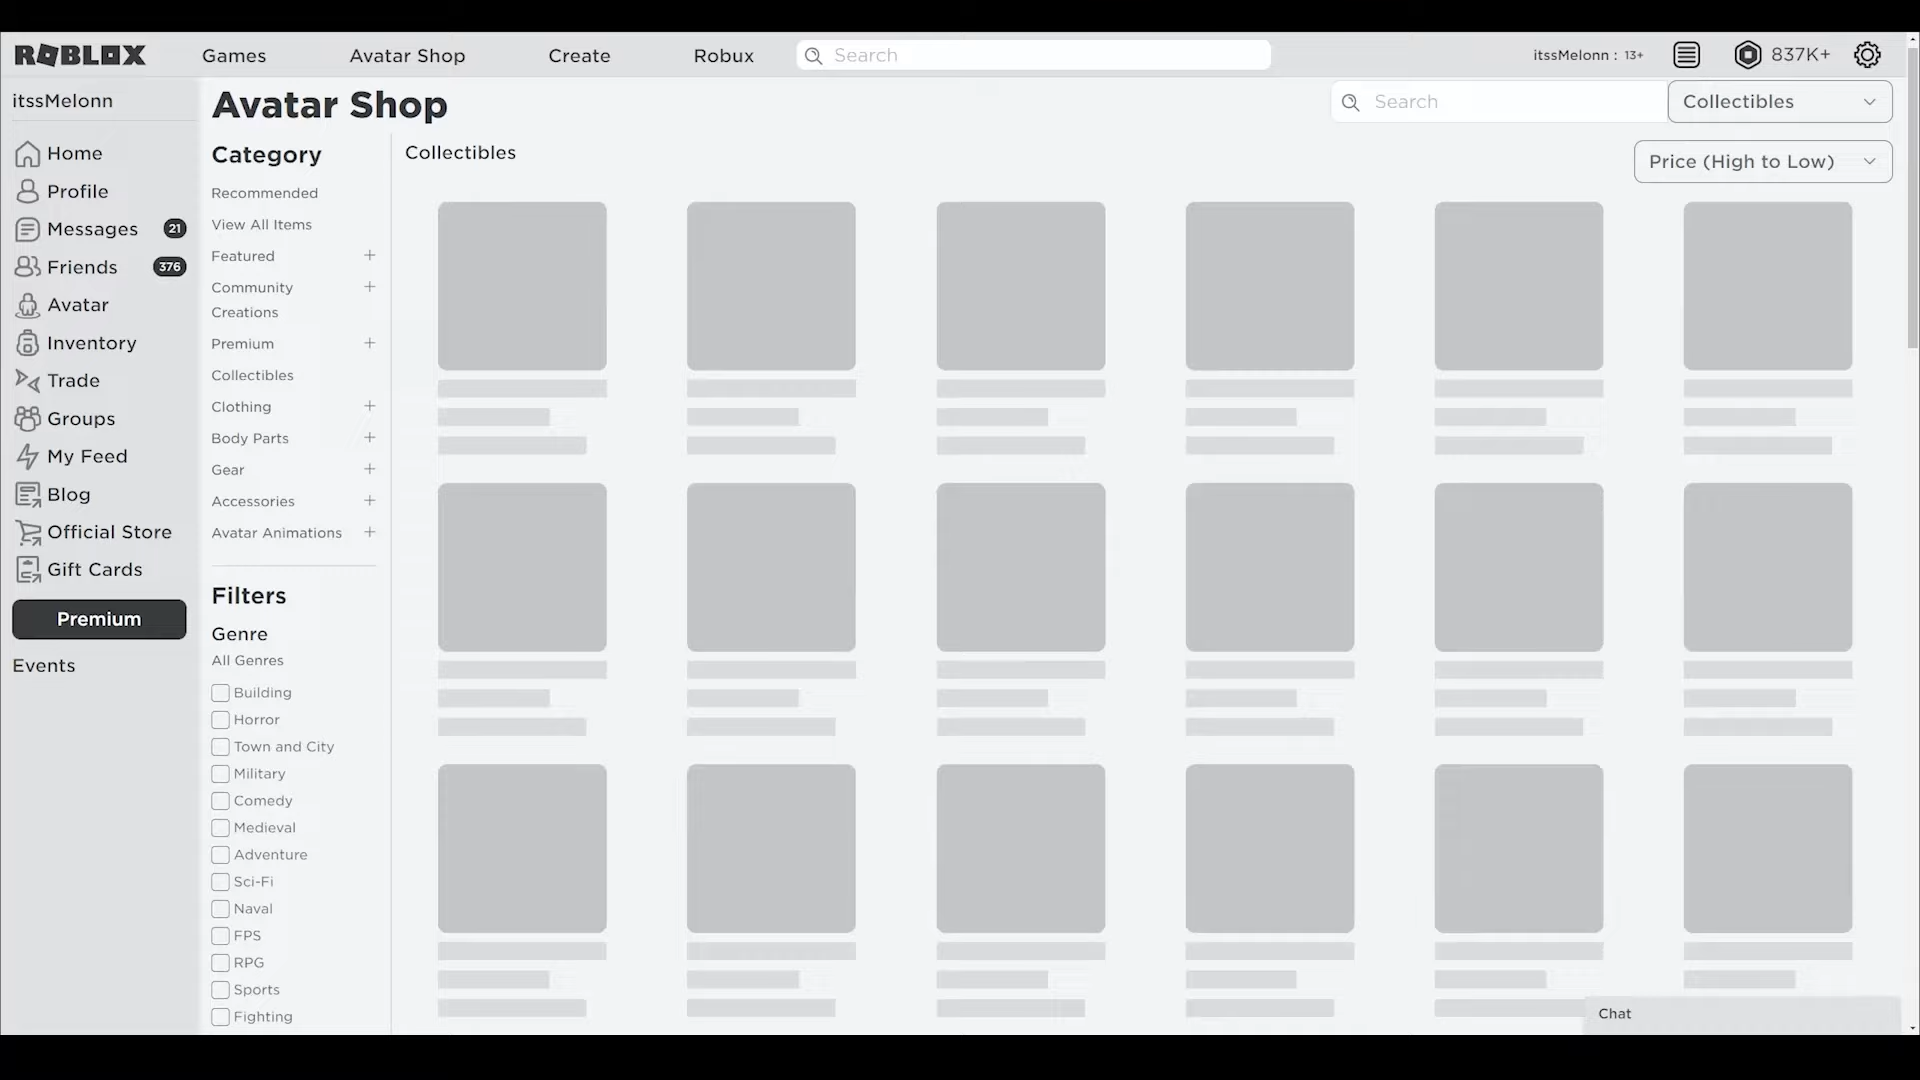 ROBLOX
Games
Avatar Shop
Create
Robux
Search
itssMelonn : 13+
837K+
itssMelonn
Home
Profile
Messages 21
Friends 376
Avatar
Inventory
Trade
Groups
My Feed
Blog
Official Store
Gift Cards
Premium
Events
Avatar Shop
Search
Collectibles
Category
Recommended
View All Items
Featured +
Community +
Creations
Premium +
Collectibles
Clothing +
Body Parts +
Gear +
Accessories +
Avatar Animations +
Filters
Genre
All Genres
Building
Horror
Town and City
Military
Comedy
Medieval
Adventure
Sci-Fi
Naval
FPS
RPG
Sports
Fighting
Collectibles
Price (High to Low)
Chat